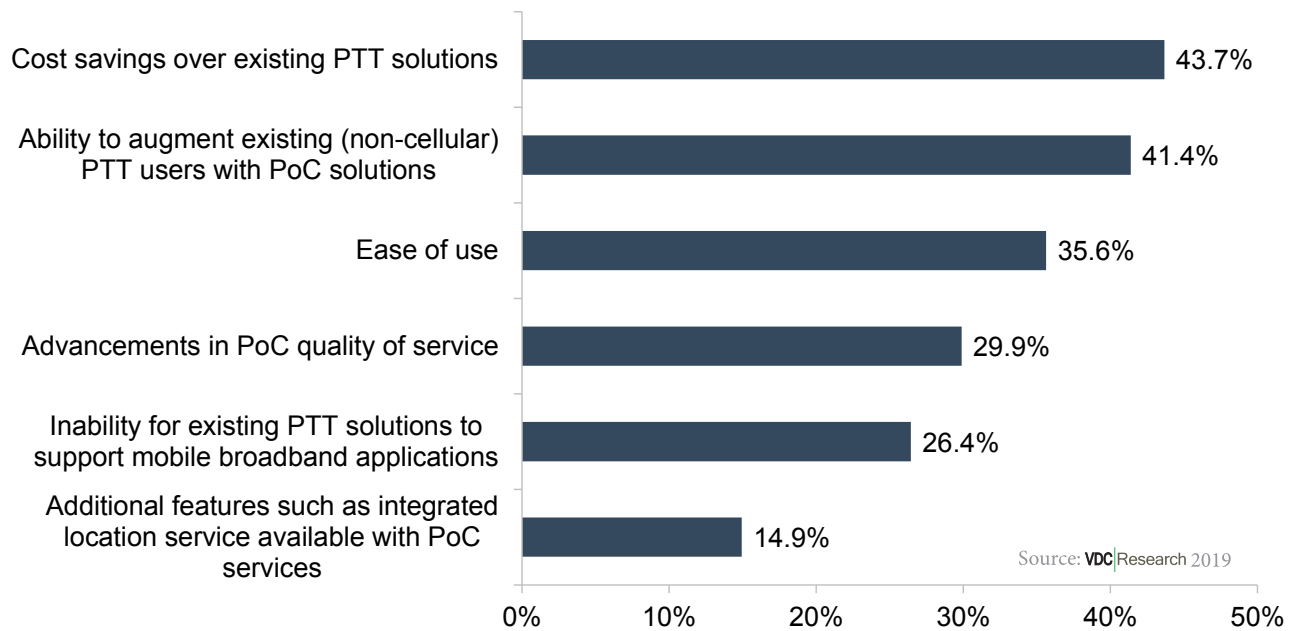 Cost savings over existing PTT solutions
43.7%
Ability to augment existing (non-cellular)
PTT users with PoC solutions
41.4%
Ease of use
35.6%
Advancements in PoC quality of service
29.9%
Inability for existing PTT solutions to
support mobile broadband applications
26.4%
Additional features such as integrated
location service available with PoC
services
14.9%
Source: VDC Research 2019
0% 10% 20% 30% 40% 50%